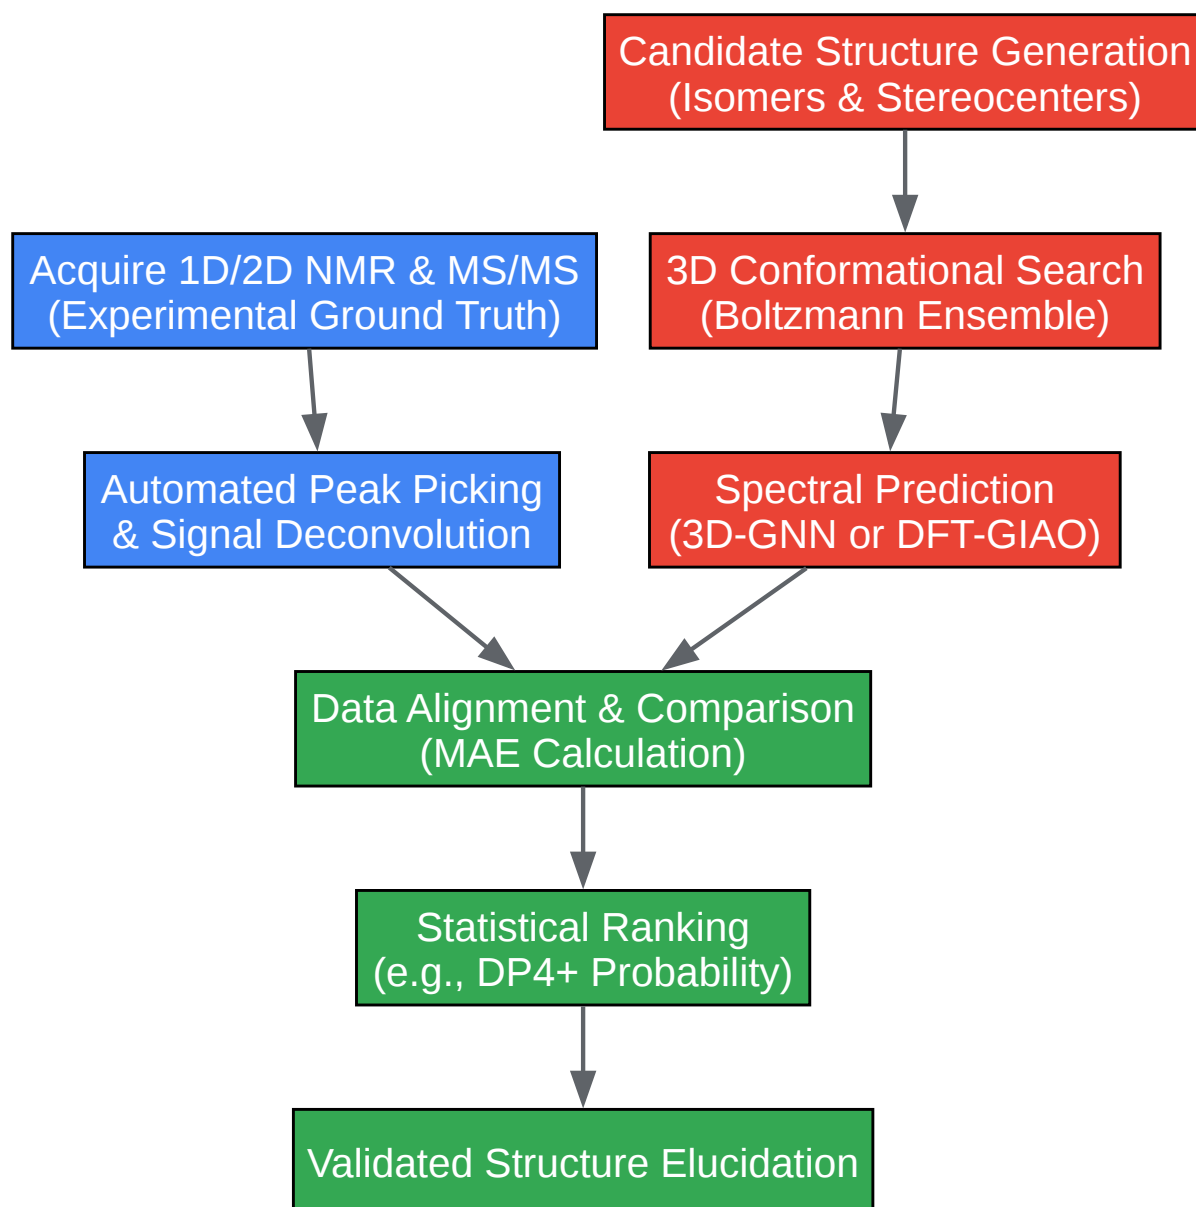 Candidate Structure Generation
(Isomers & Stereocenters)
Acquire 1D/2D NMR & MS/MS
(Experimental Ground Truth)
3D Conformational Search
(Boltzmann Ensemble)
Automated Peak Picking
& Signal Deconvolution
Spectral Prediction
(3D-GNN or DFT-GIAO)
Data Alignment & Comparison
(MAE Calculation)
Statistical Ranking
(e.g., DP4+ Probability)
Validated Structure Elucidation